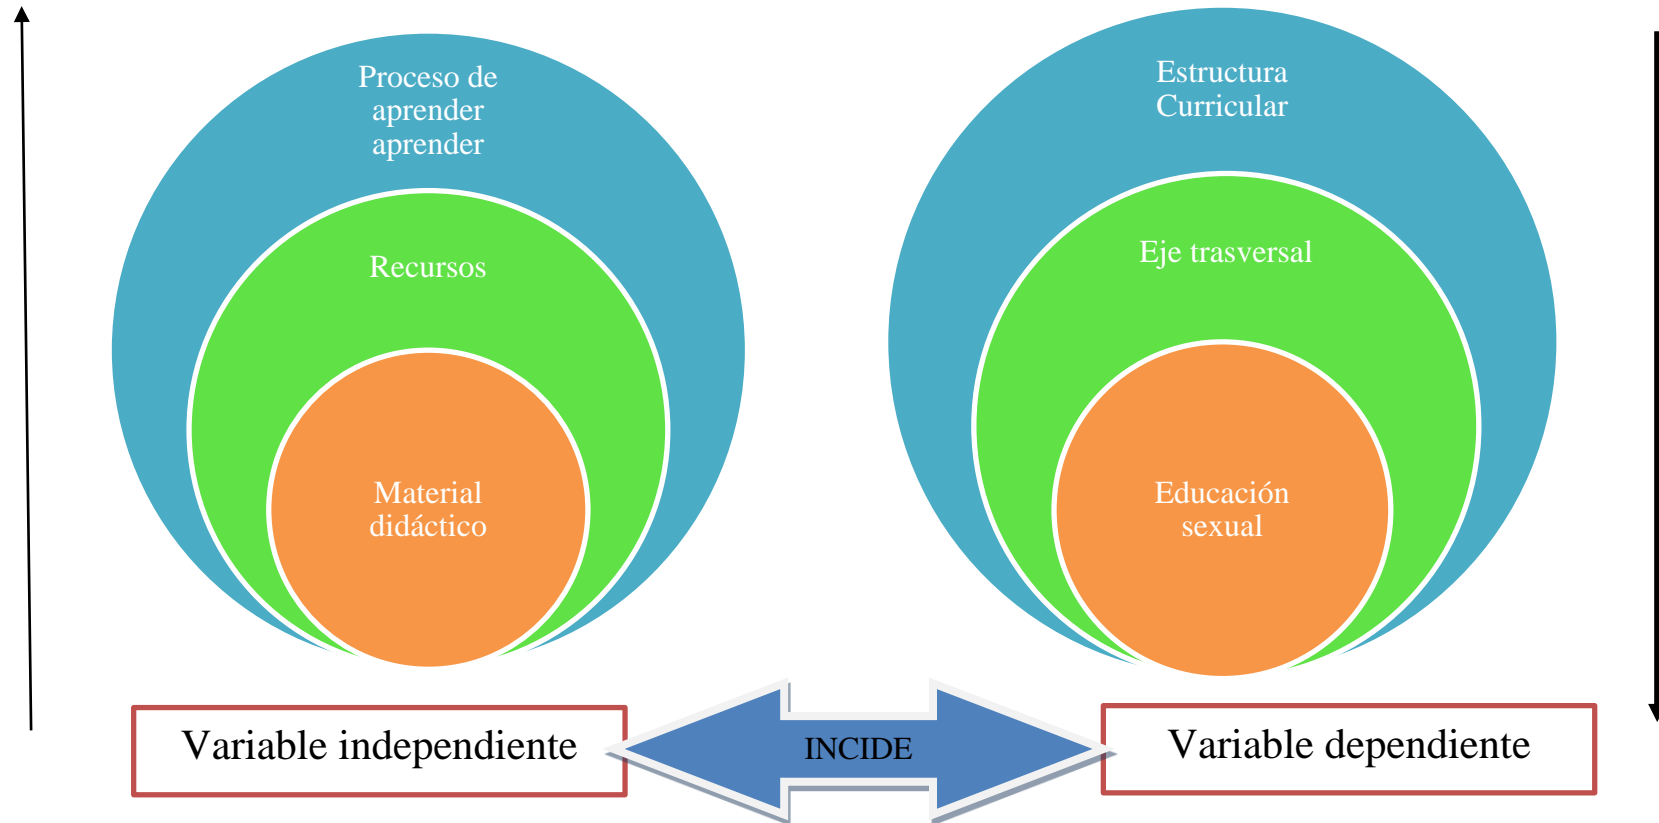 Proceso de
aprender
aprender
Recursos
Material
didáctico
Estructura
Curricular
Eje trasversal
Educación
sexual
Variable independiente
INCIDE
Variable dependiente